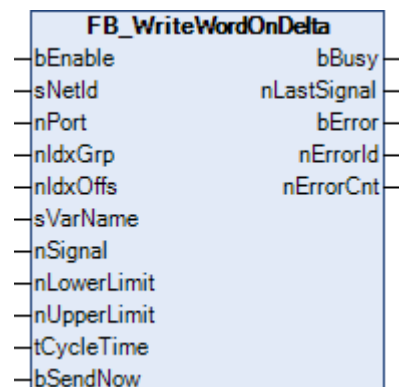 FB_WriteWordOnDelta
bEnable bBusy
sNetId nLastSignal
nPort bError
nIdxGrp nErrorId
nIdxOffs nErrorCnt
sVarName
nSignal
nLowerLimit
nUpperLimit
tCycleTime
bSendNow